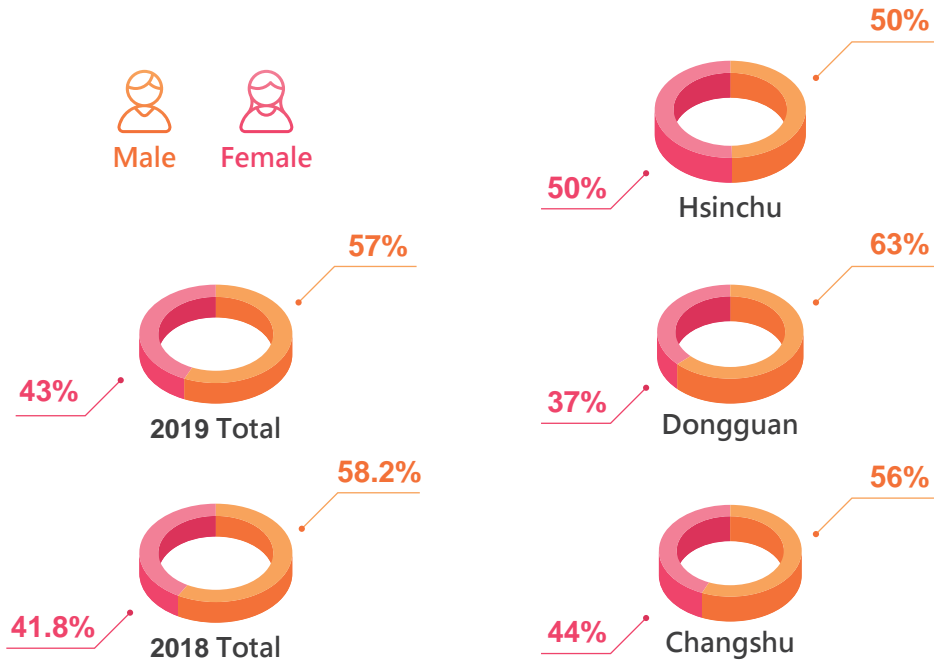 Male
Female
57%
43%
2019 Total
58.2%
41.8%
2018 Total
50%
50%
Hsinchu
63%
37%
Dongguan
56%
44%
Changshu